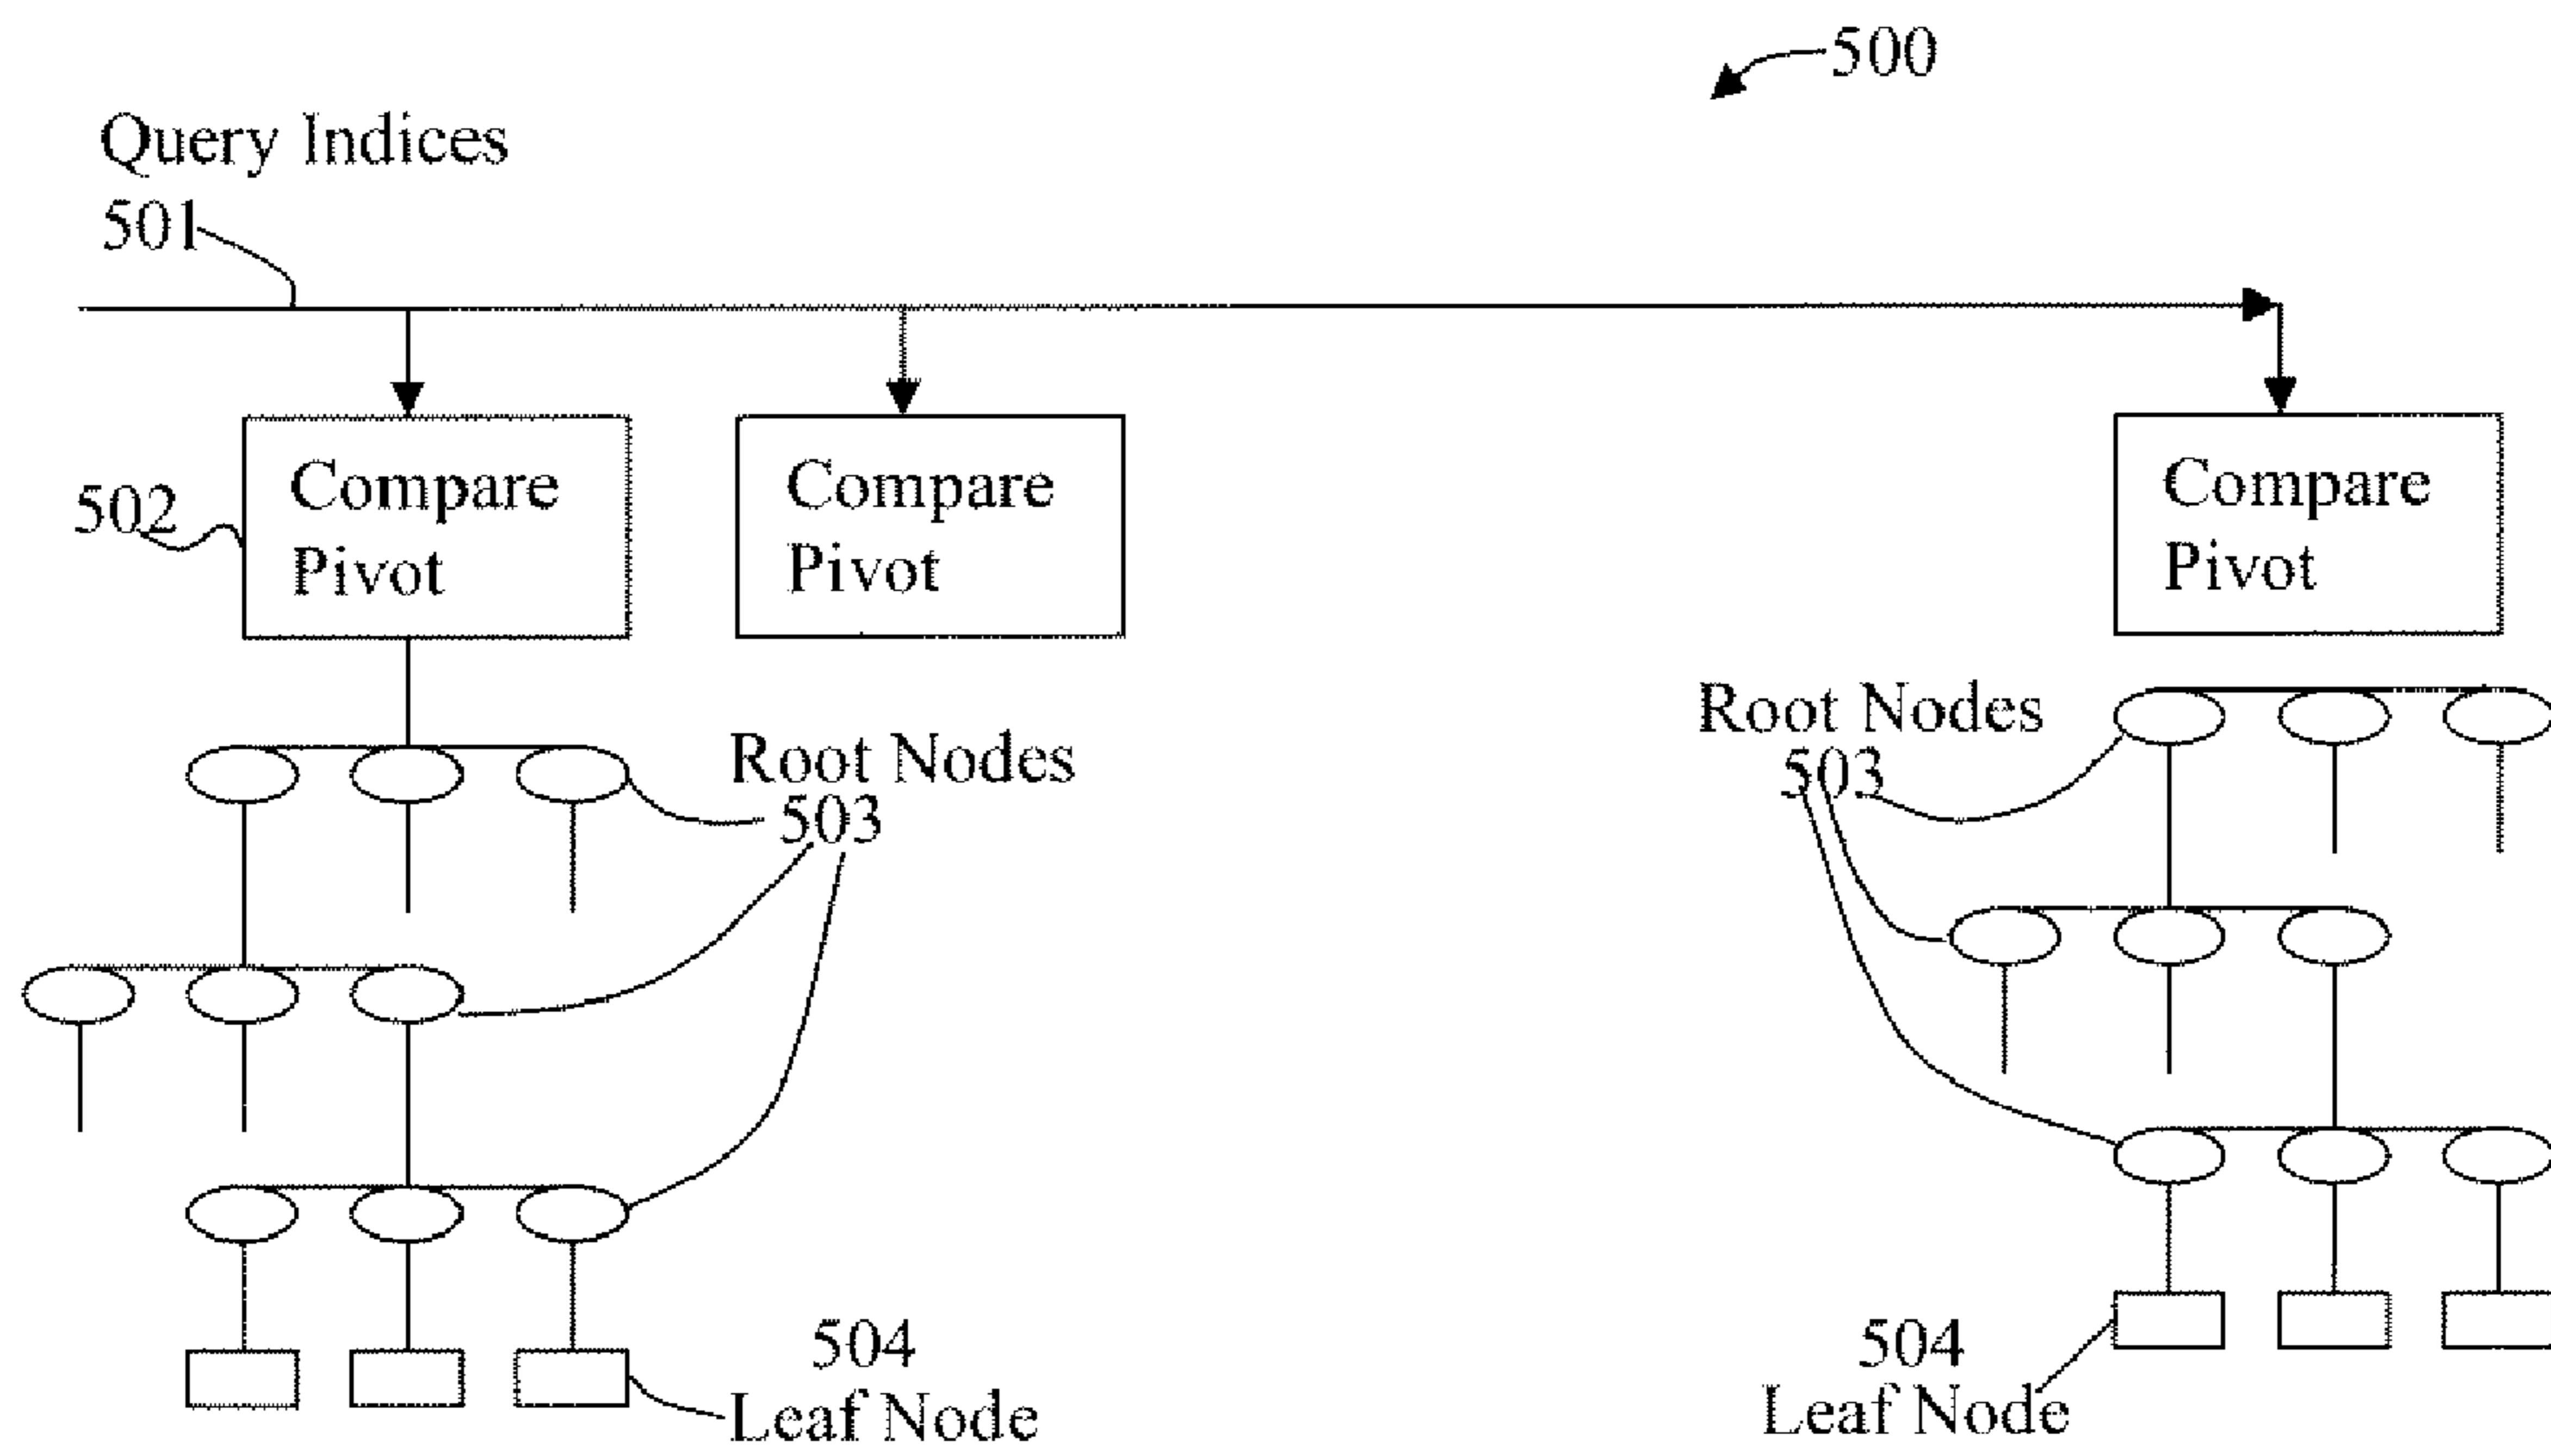 500
Query Indices
501
502
Compare
Pivot
Compare
Pivot
Compare
Pivot
Root Nodes
503
Root Nodes
503
504
Leaf Node
504
Leaf Node